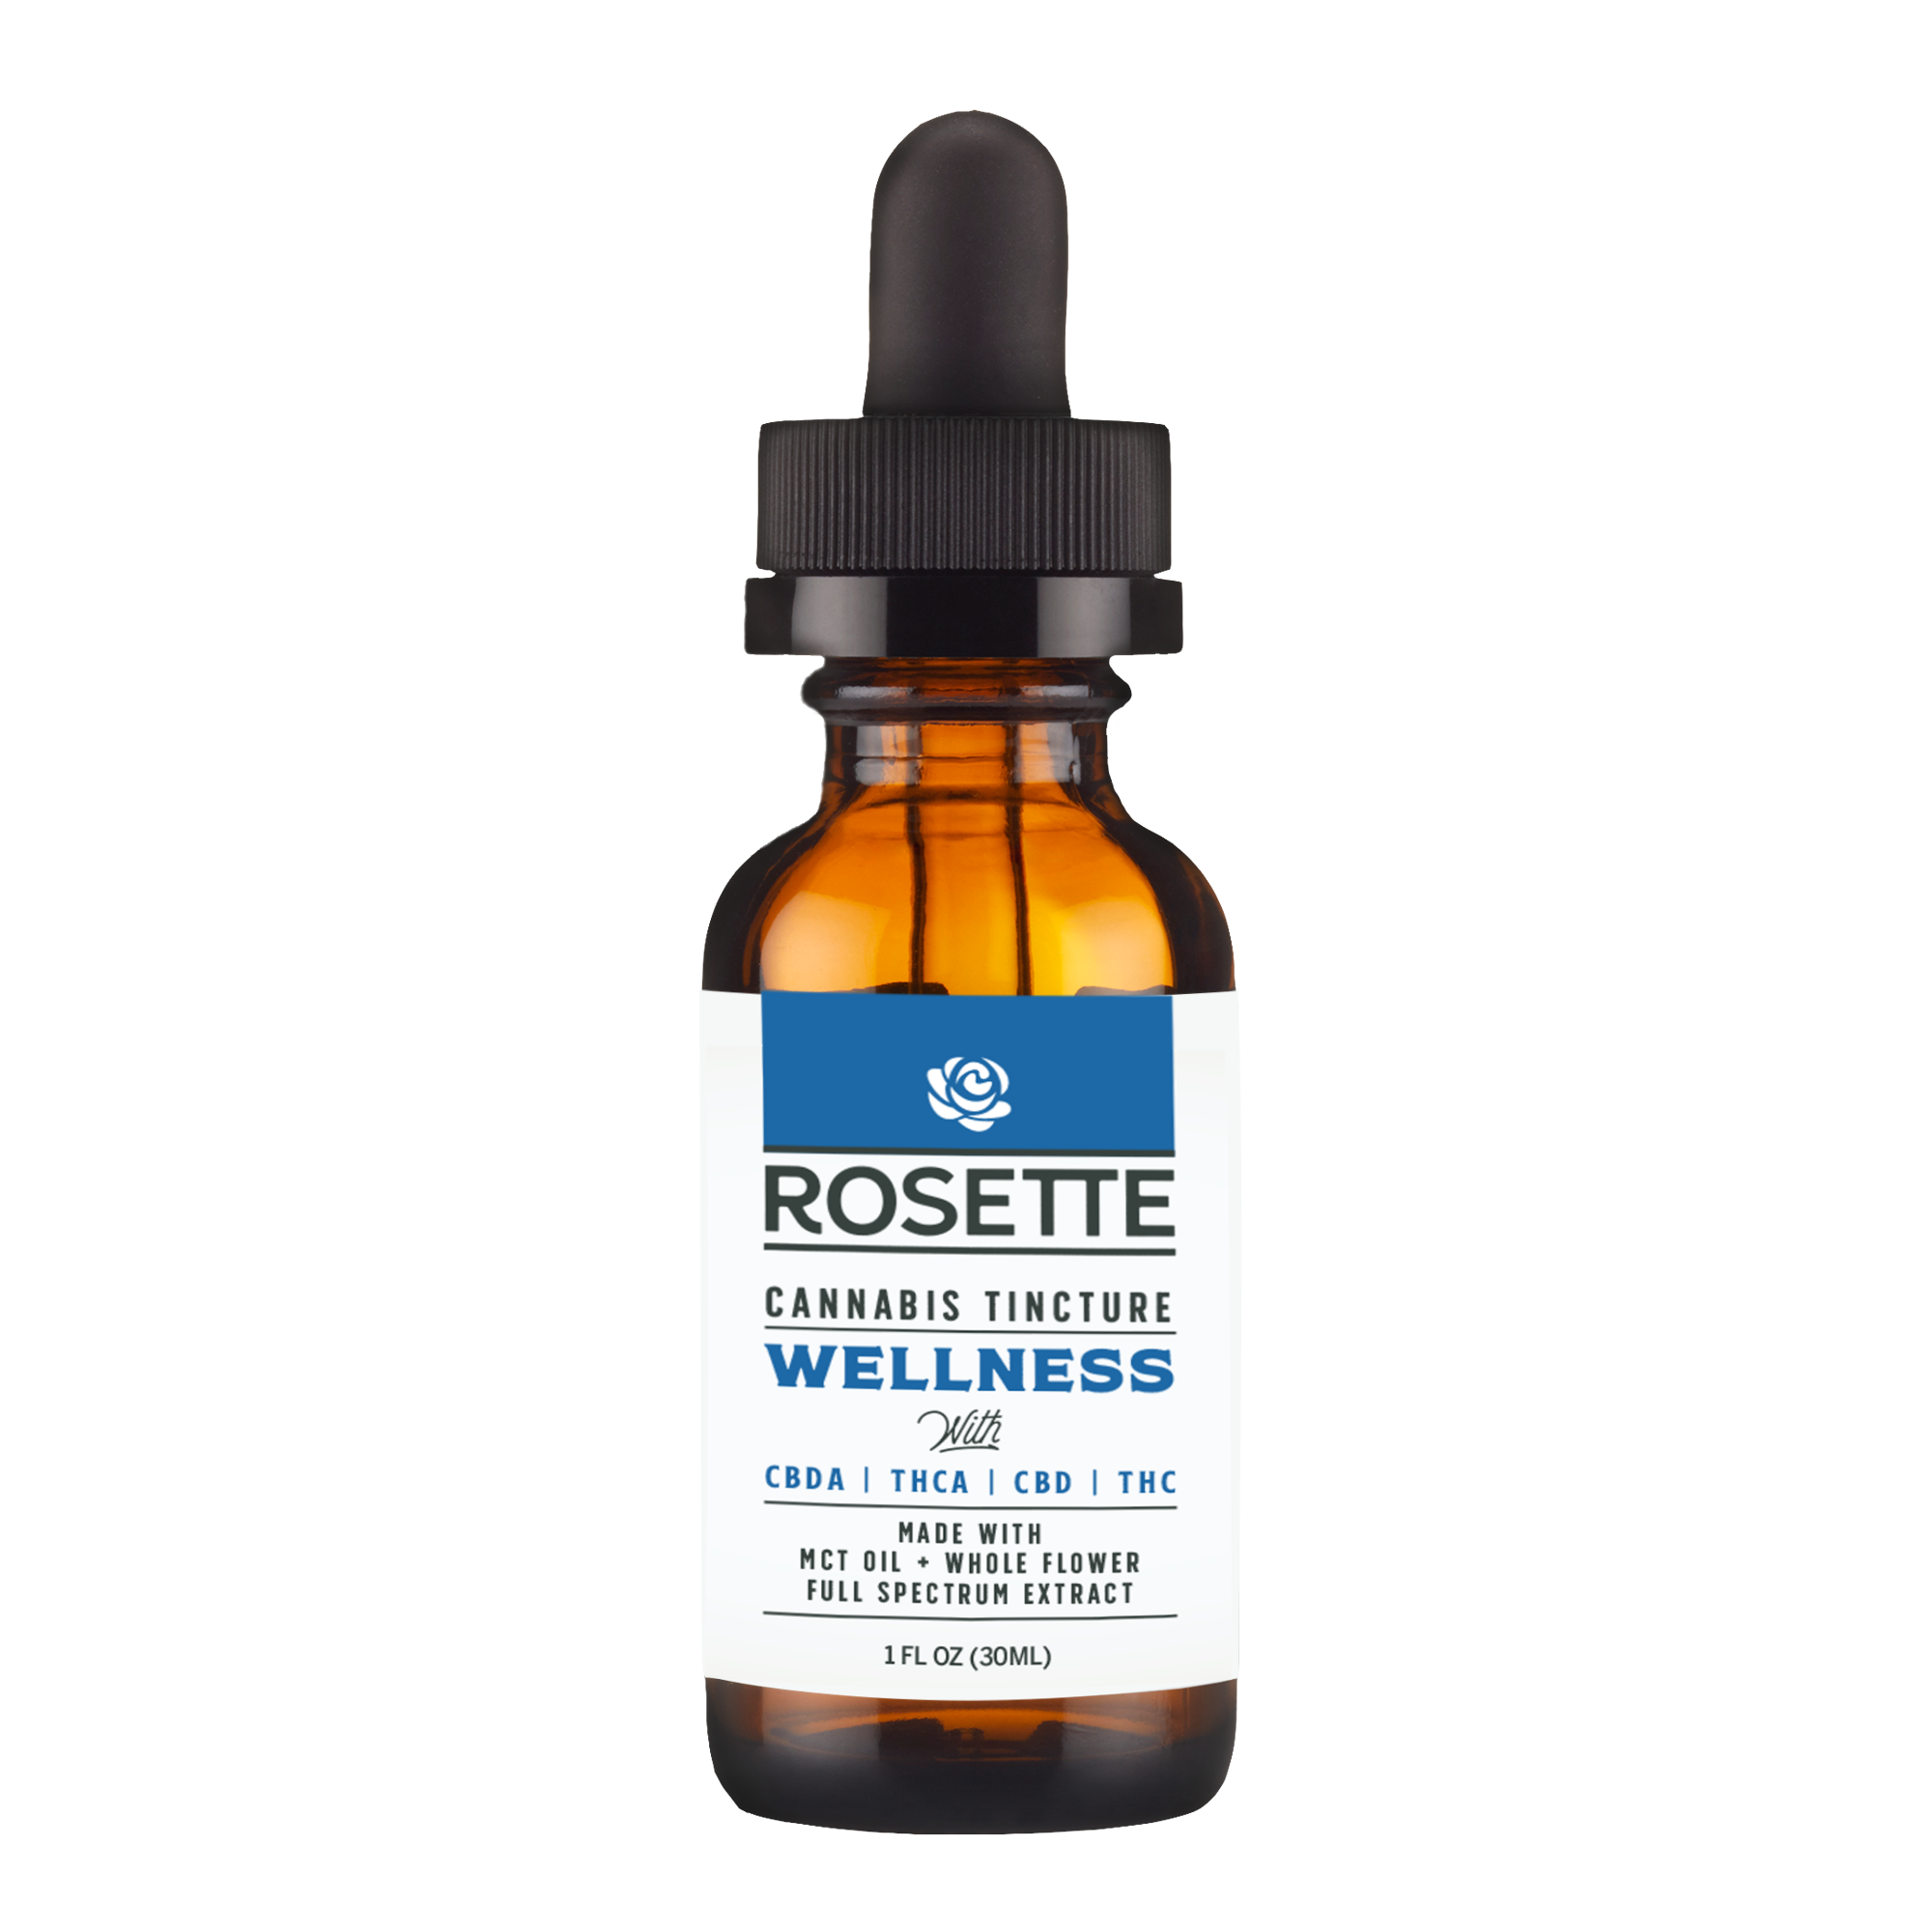 ROSETTE
CANNABIS TINCTURE
WELLNESS
With
CBDA | THCA | CBD | THC
MADE WITH
MCT OIL + WHOLE FLOWER
FULL SPECTRUM EXTRACT
1 FL OZ (30ML)